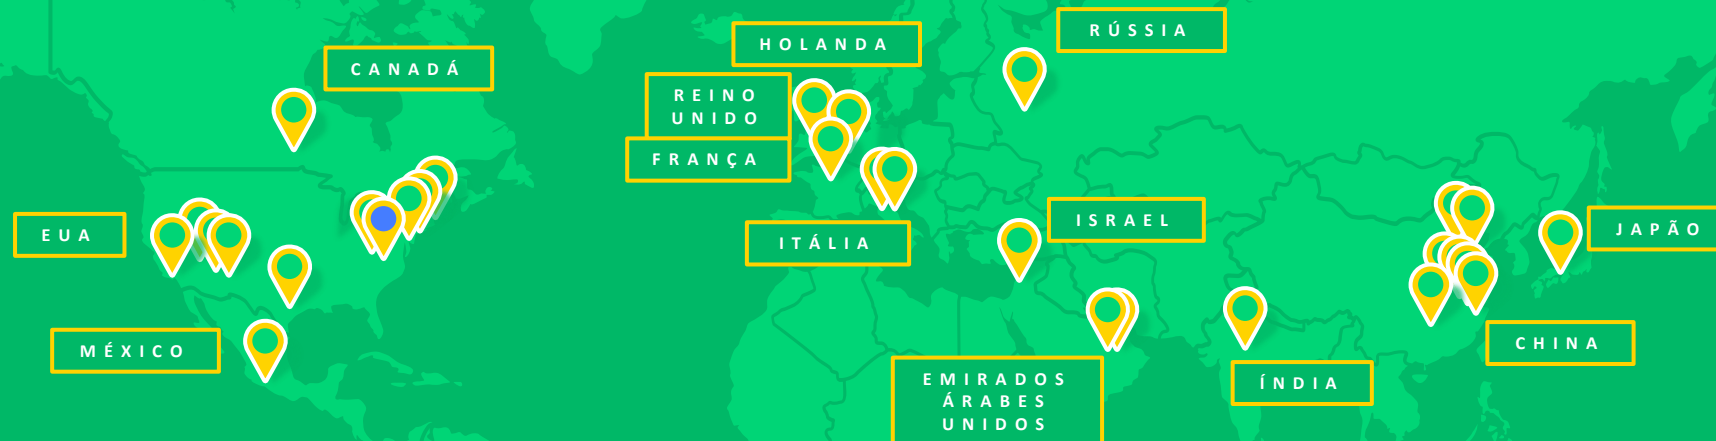 RÚSSIA
HOLANDA
CANADÁ
REINO
UNIDO
FRANÇA
ISRAEL
JAPÃO
EUA
ITÁLIA
CHINA
MÉXICO
EMIRADOS
ÁRABES
UNIDOS
ÍNDIA